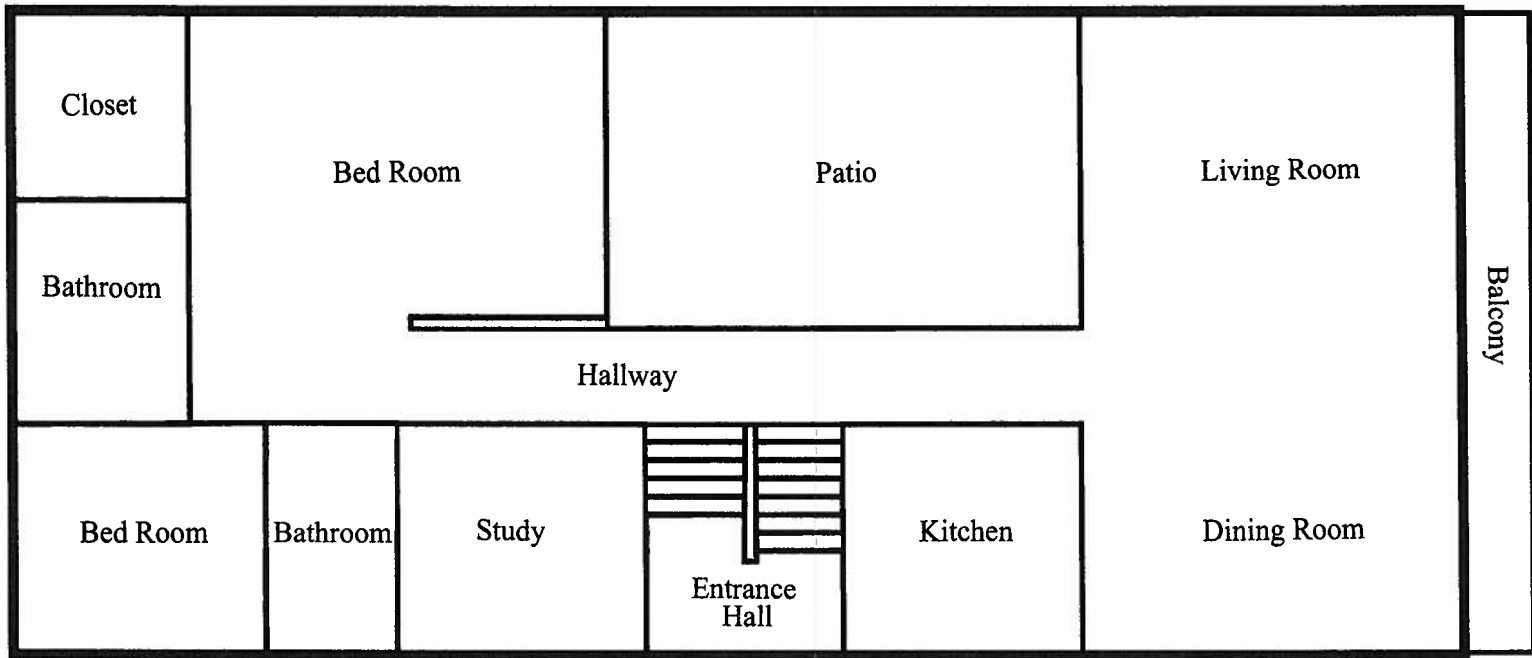 Closet
Bed Room
Patio
Living Room
Bathroom
Balcony
Hallway
Bed Room
Bathroom
Study
Kitchen
Dining Room
Entrance
Hall